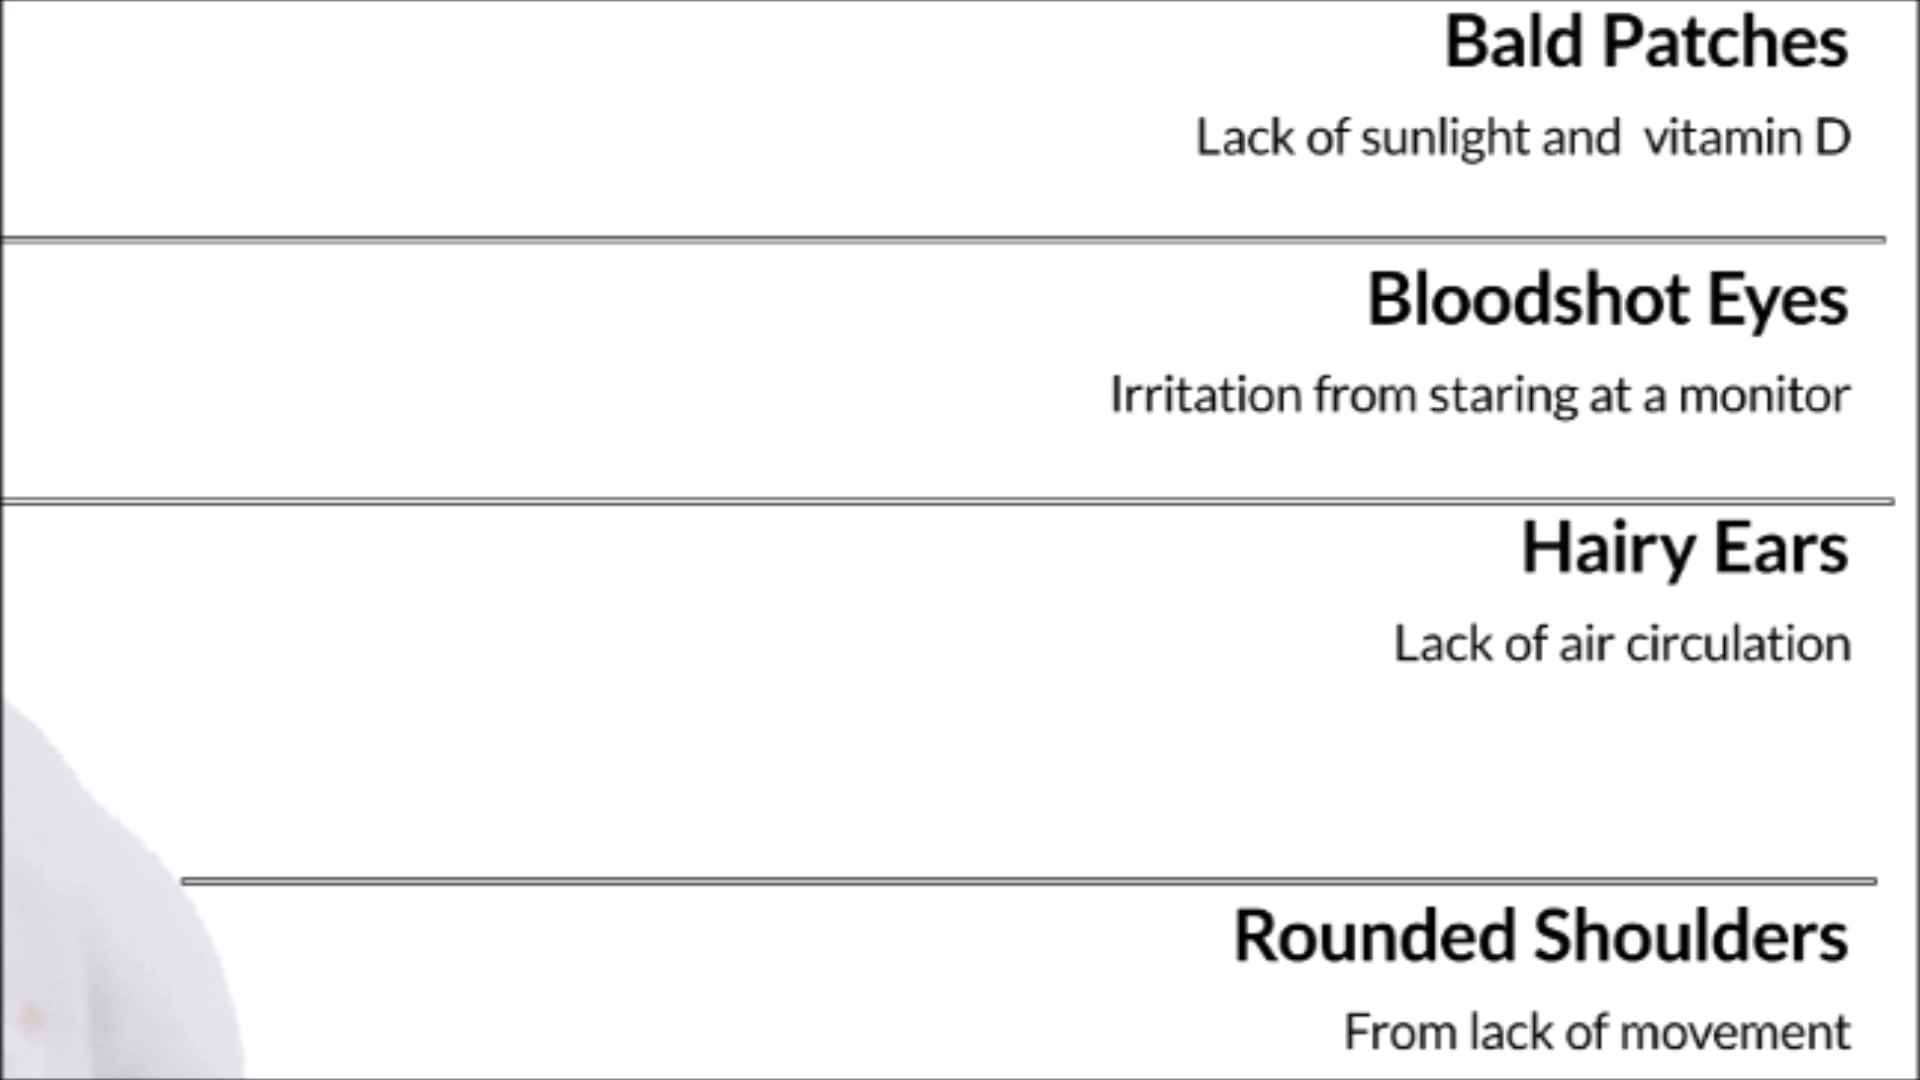 Bald Patches
Lack of sunlight and vitamin D
Bloodshot Eyes
Irritation from staring at a monitor
Hairy Ears
Lack of air circulation
Rounded Shoulders
From lack of movement